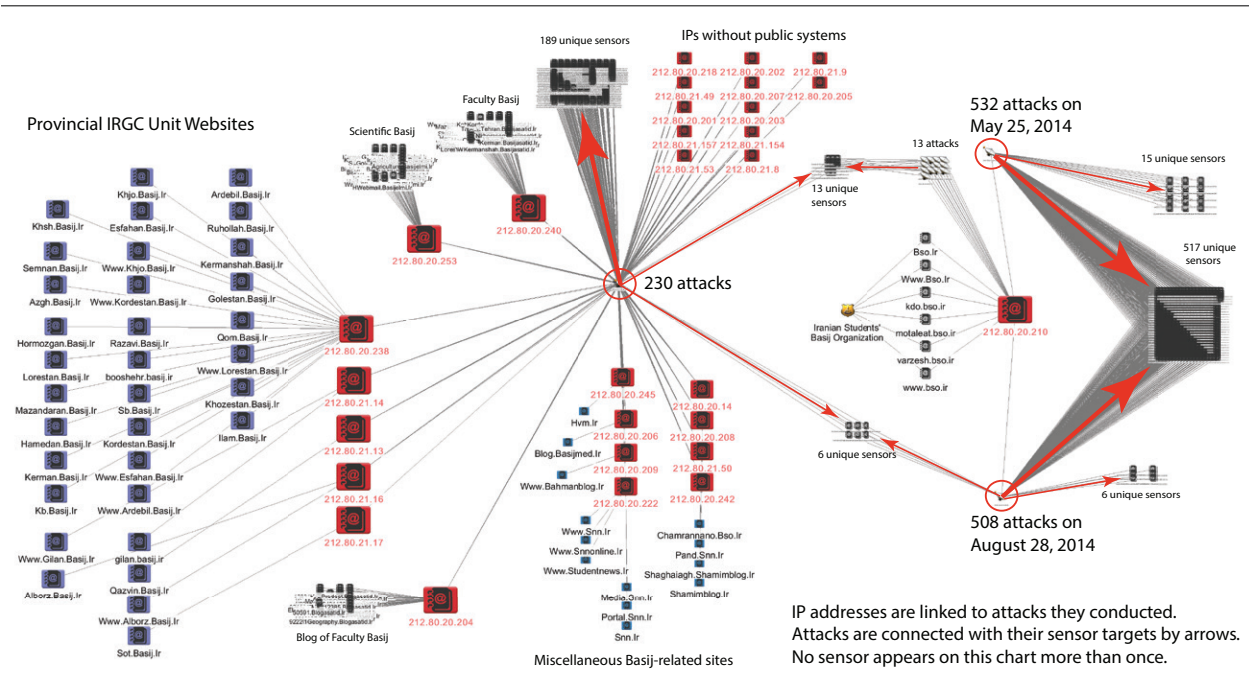 189 unique sensors
IPs without public systems
212.80.20.218 212.80.20.202 212.80.21.9
212.80.21.49 212.80.20.207 212.80.20.205
212.80.20.201 212.80.20.203
212.80.21.157 212.80.21.154
212.80.21.53 212.80.21.8
Provincial IRGC Unit Websites
Scientific Basij
Faculty Basij
212.80.20.253
212.80.20.240
Khjo.Basij.Ir
Ardebil.Basij.Ir
Khsh.Basij.Ir
Esfahan.Basij.Ir
Ruhollah.Basij.Ir
Semnan.Basij.Ir
Www.Khjo.Basij.Ir
Kermanshah.Basij.Ir
Azgh.Basij.Ir
Www.Kordestan.Basij.Ir
Golestan.Basij.Ir
Hormozgan.Basij.Ir
Razavi.Basij.Ir
Qom.Basij.Ir
Lorestan.Basij.Ir
booshehr.basij.ir
Www.Lorestan.Basij.Ir
Mazandaran.Basij.Ir
Sb.Basij.Ir
Khozestan.Basij.Ir
Hamedan.Basij.Ir
Kordestan.Basij.Ir
Ilam.Basij.Ir
Kerman.Basij.Ir
Www.Esfahan.Basij.Ir
Kb.Basij.Ir
Www.Ardebil.Basij.Ir
Www.Gilan.Basij.Ir
gilan.basij.ir
Alborz.Basij.Ir
Qazvin.Basij.Ir
Www.Alborz.Basij.Ir
Sot.Basij.Ir
212.80.20.238
212.80.21.14
212.80.21.13
212.80.21.16
212.80.21.17
Blog of Faculty Basij
212.80.20.204
230 attacks
212.80.20.245
Hvm.Ir
212.80.20.206
Blog.Basijmed.Ir
212.80.20.209
Www.Bahmanblog.Ir
212.80.20.222
Www.Snn.Ir
Www.Snnonline.Ir
Www.Studentnews.Ir
Media.Snn.Ir
Portal.Snn.Ir
Snn.Ir
212.80.20.14
212.80.20.208
212.80.21.50
212.80.20.242
Chamrannano.Bso.Ir
Pand.Snn.Ir
Shaghaiagh.Shamimblog.Ir
Shamimblog.Ir
Miscellaneous Basij-related sites
13 unique
sensors
13 attacks
Bso.Ir
Www.Bso.Ir
kdo.bso.ir
motaleat.bso.ir
varzesh.bso.ir
www.bso.ir
Iranian Students'
Basij Organization
212.80.20.210
6 unique sensors
532 attacks on
May 25, 2014
15 unique sensors
517 unique
sensors
6 unique sensors
508 attacks on
August 28, 2014
IP addresses are linked to attacks they conducted.
Attacks are connected with their sensor targets by arrows.
No sensor appears on this chart more than once.